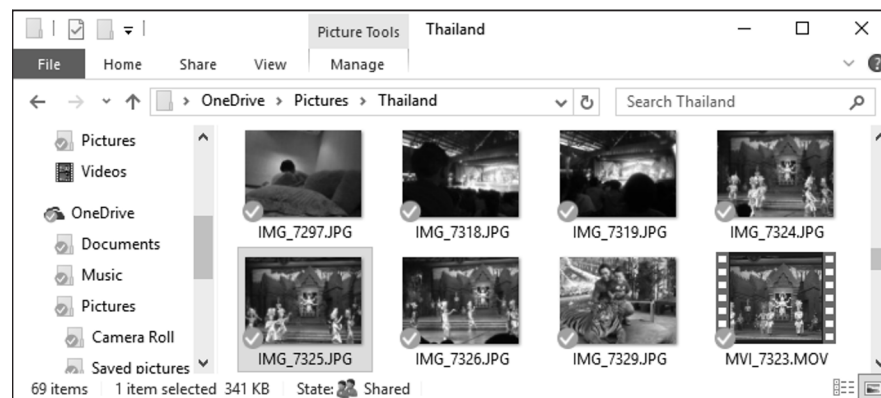 Picture Tools Thailand
File Home Share View Manage
OneDrive > Pictures > Thailand Search Thailand
Pictures
Videos
OneDrive
Documents
Music
Pictures
Camera Roll
Saved pictures
IMG_7297.JPG IMG_7318.JPG IMG_7319.JPG IMG_7324.JPG
IMG_7325.JPG IMG_7326.JPG IMG_7329.JPG MVI_7323.MOV
69 items 1 item selected 341 KB State: Shared